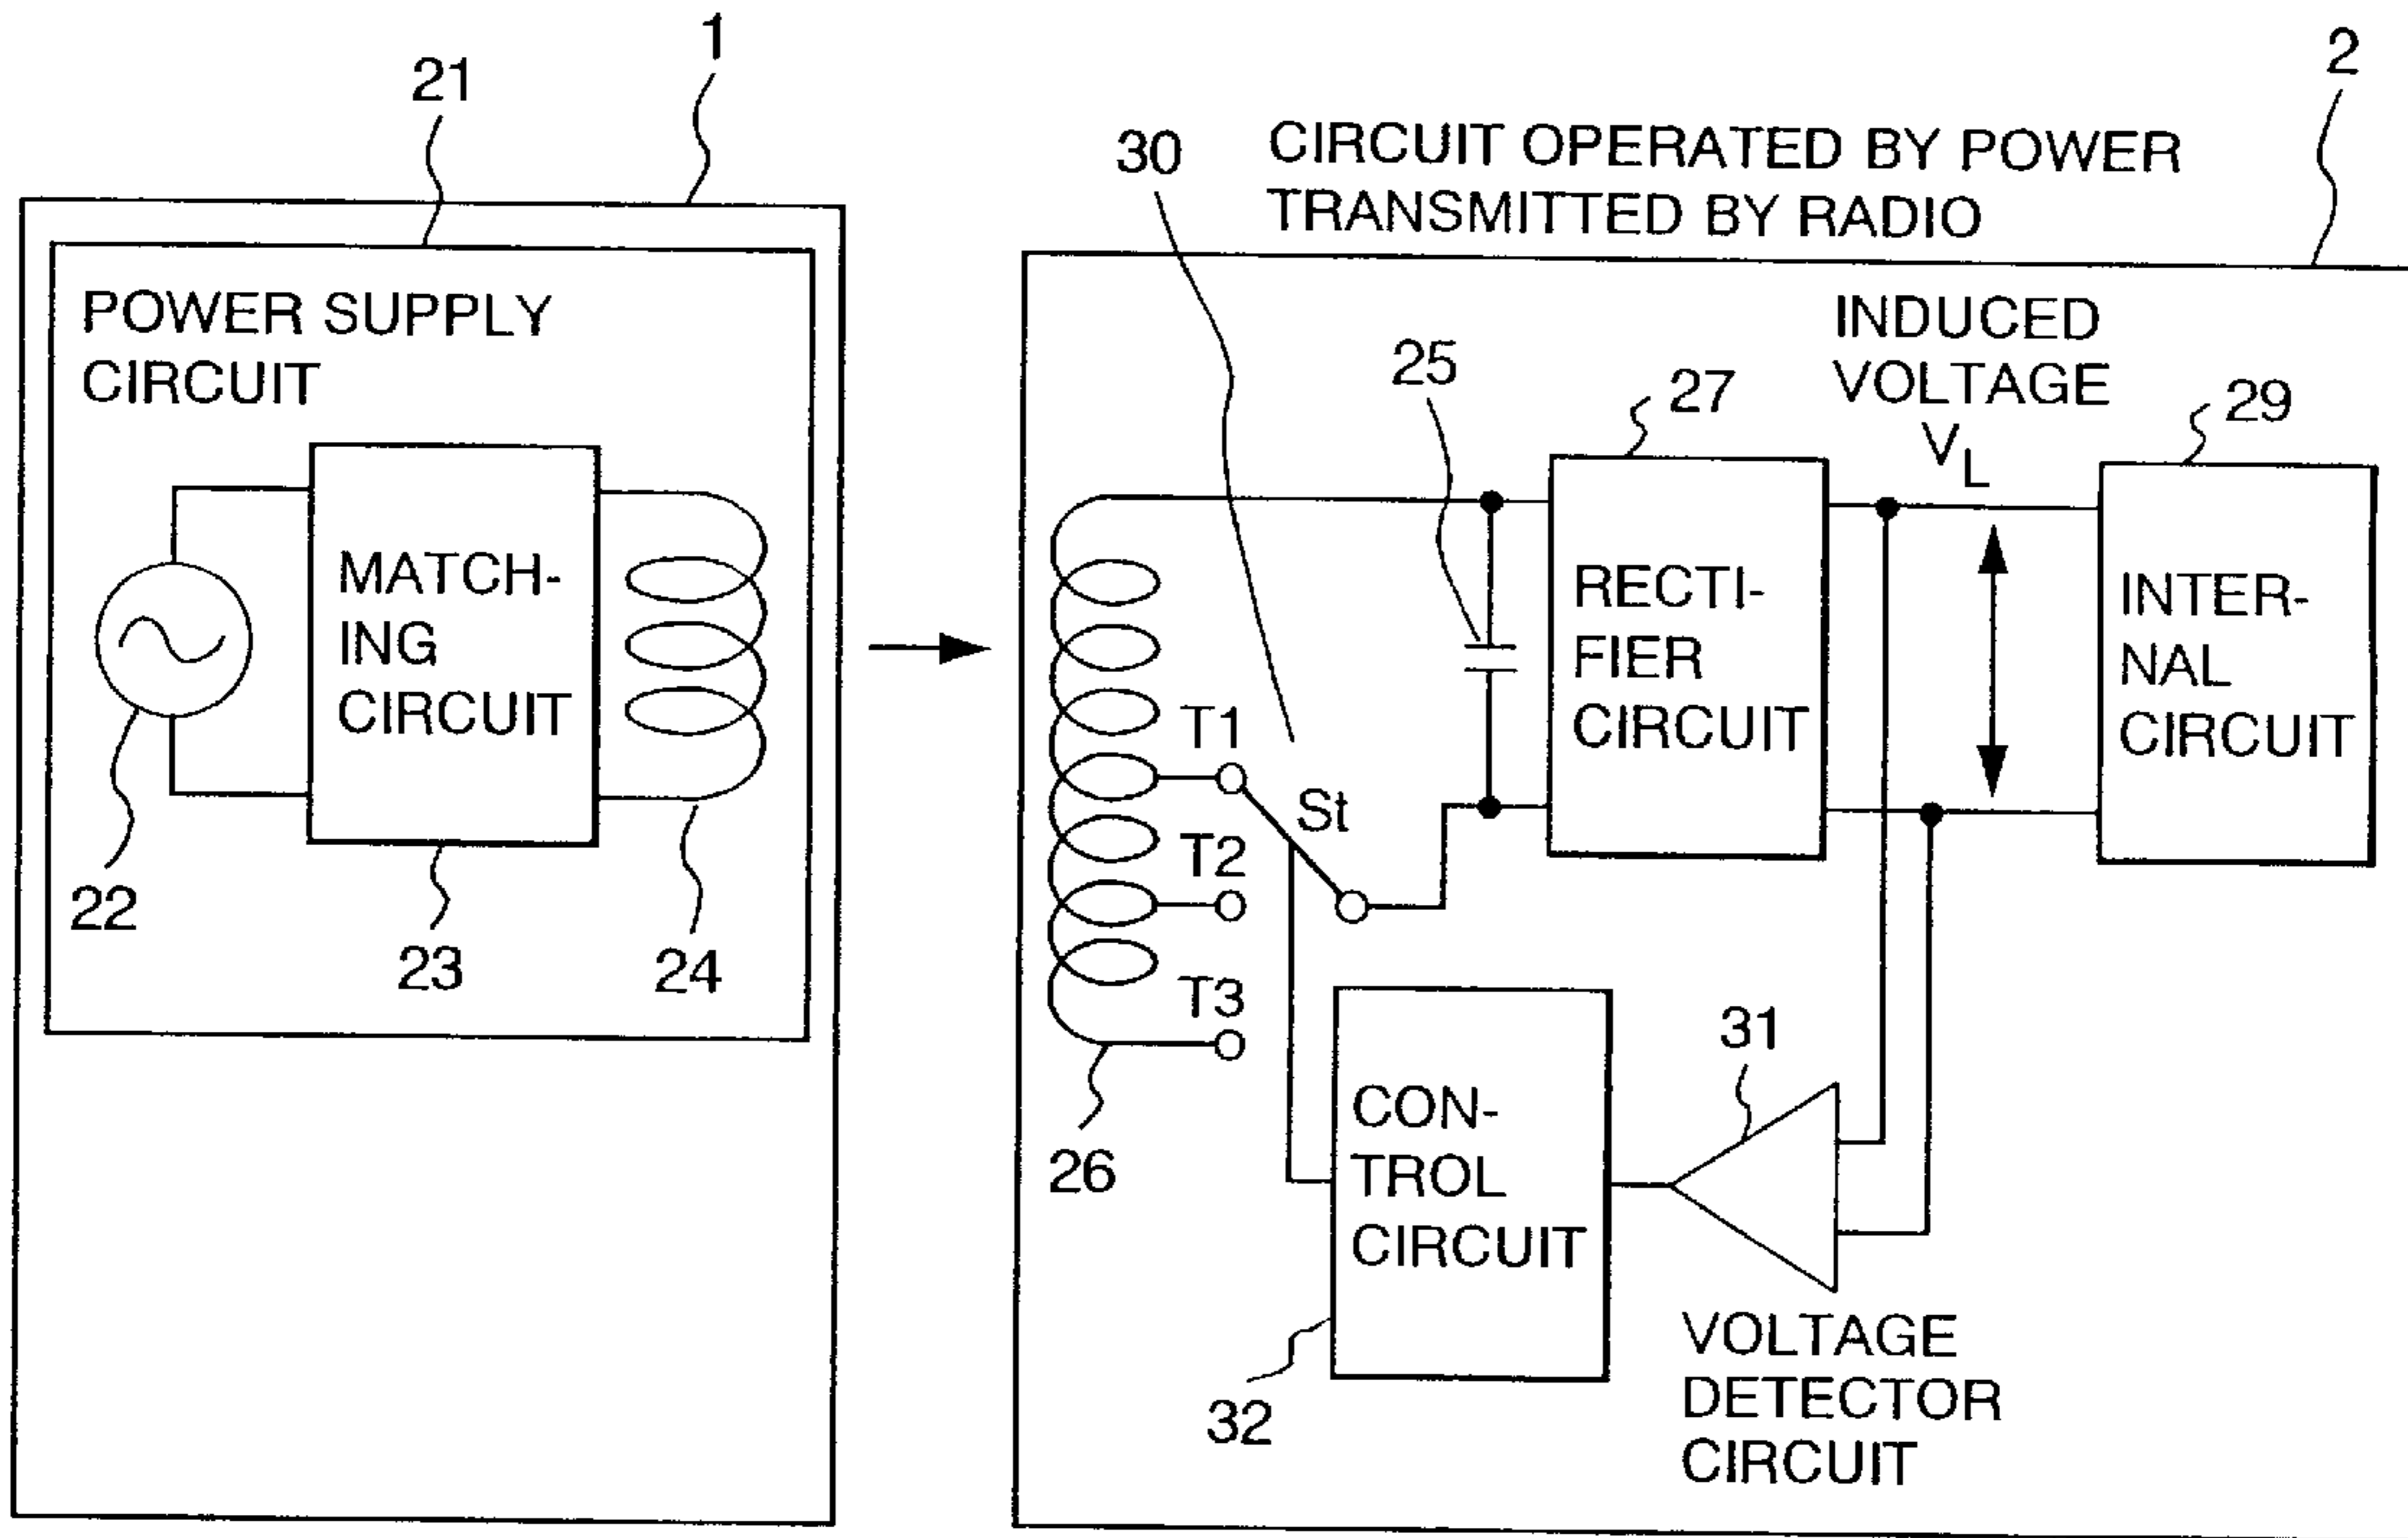 1
21
2
30
CIRCUIT OPERATED BY POWER
TRANSMITTED BY RADIO
POWER SUPPLY
CIRCUIT
INDUCED
VOLTAGE
VL
25
27
29
MATCH-
ING
CIRCUIT
RECTI-
FIER
CIRCUIT
INTER-
NAL
CIRCUIT
T1
St
T2
T3
22
23
24
26
31
CON-
TROL
CIRCUIT
32
VOLTAGE
DETECTOR
CIRCUIT